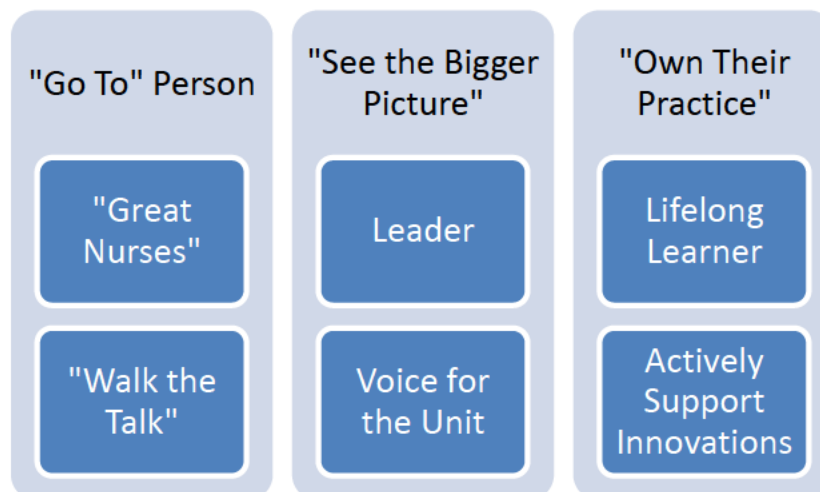 "Go To" Person
"Great
Nurses"
"Walk the
Talk"
"See the Bigger
Picture"
Leader
Voice for
the Unit
"Own Their
Practice"
Lifelong
Learner
Actively
Support
Innovations